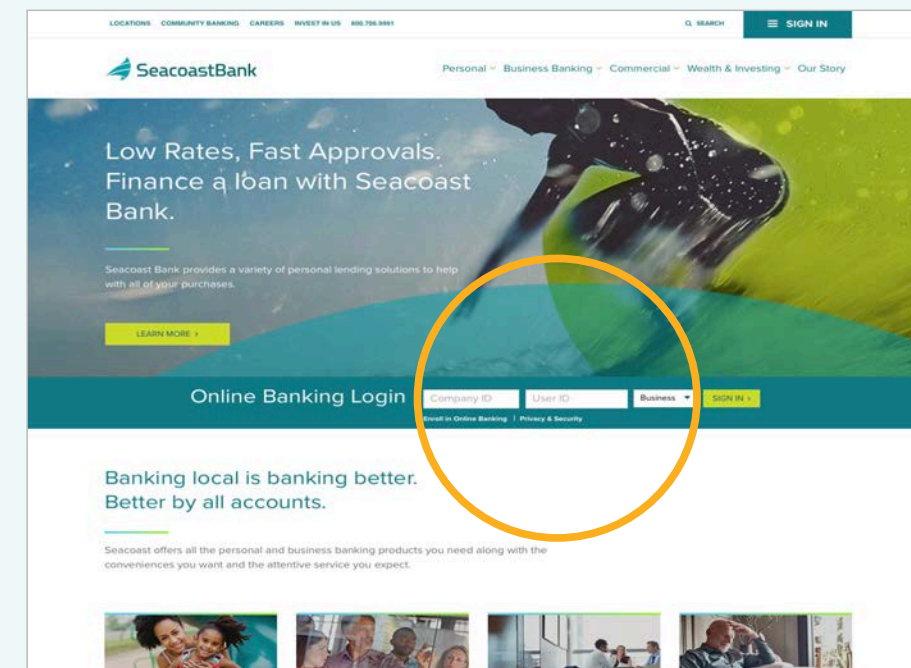 LOCATIONS COMMUNITY BANKING CAREERS INVEST IN US 800.706.9991
SEARCH
SIGN IN
SeacoastBank
Personal Business Banking Commercial Wealth & Investing Our Story
Low Rates, Fast Approvals.
Finance a loan with Seacoast
Bank.
Seacoast Bank provides a variety of personal lending solutions to help
with all of your purchases.
LEARN MORE >
Online Banking Login
Company ID
User ID
Business
SIGN IN >
Enroll in Online Banking | Privacy & Security
Banking local is banking better.
Better by all accounts.
Seacoast offers all the personal and business banking products you need along with the
conveniences you want and the attentive service you expect.